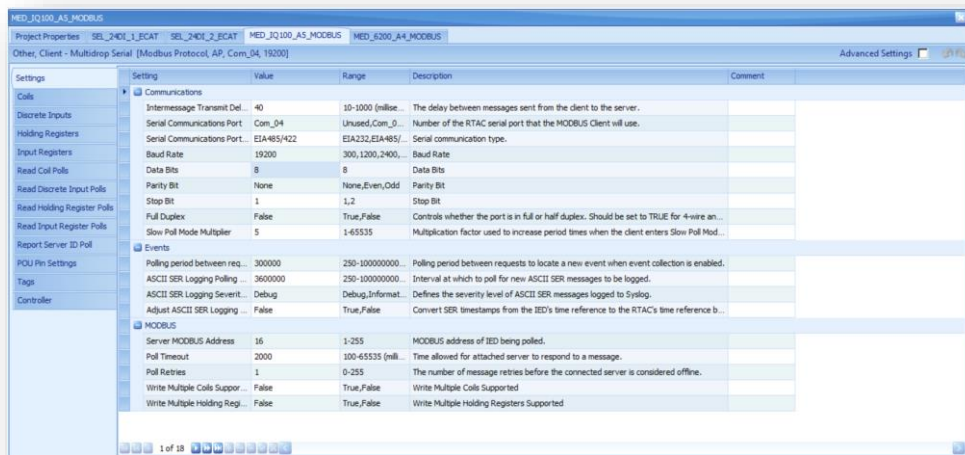 MED_IQ100_A5_MODBUS
Project Properties SEL_24DI_1_ECAT SEL_24DI_2_ECAT MED_IQ100_A5_MODBUS MED_6200_A4_MODBUS
Other, Client - Multidrop Serial [Modbus Protocol, AP, Com_04, 19200] Advanced Settings
Settings
Coils
Discrete Inputs
Holding Registers
Input Registers
Read Coil Polls
Read Discrete Input Polls
Read Holding Register Polls
Read Input Register Polls
Report Server ID Poll
POU Pin Settings
Tags
Controller
Setting Value Range Description Comment
Communications
Intermessage Transmit Del... 40 10-1000 (millise... The delay between messages sent from the client to the server.
Serial Communications Port Com_04 Unused,Com_0... Number of the RTAC serial port that the MODBUS Client will use.
Serial Communications Port... EIA485/422 EIA232,EIA485/... Serial communication type.
Baud Rate 19200 300,1200,2400,... Baud Rate
Data Bits 8 8 Data Bits
Parity Bit None None,Even,Odd Parity Bit
Stop Bit 1 1,2 Stop Bit
Full Duplex False True,False Controls whether the port is in full or half duplex. Should be set to TRUE for 4-wire an...
Slow Poll Mode Multiplier 5 1-65535 Multiplication factor used to increase period times when the client enters Slow Poll Mod...
Events
Polling period between req... 300000 250-100000000... Polling period between requests to locate a new event when event collection is enabled.
ASCII SER Logging Polling ... 3600000 250-100000000... Interval at which to poll for new ASCII SER messages to be logged.
ASCII SER Logging Severit... Debug Debug,Informat... Defines the severity level of ASCII SER messages logged to Syslog.
Adjust ASCII SER Logging ... False True,False Convert SER timestamps from the IED's time reference to the RTAC's time reference b...
MODBUS
Server MODBUS Address 16 1-255 MODBUS address of IED being polled.
Poll Timeout 2000 100-65535 (milli... Time allowed for attached server to respond to a message.
Poll Retries 1 0-255 The number of message retries before the connected server is considered offline.
Write Multiple Coils Suppor... False True,False Write Multiple Coils Supported
Write Multiple Holding Regi... False True,False Write Multiple Holding Registers Supported
1 of 18